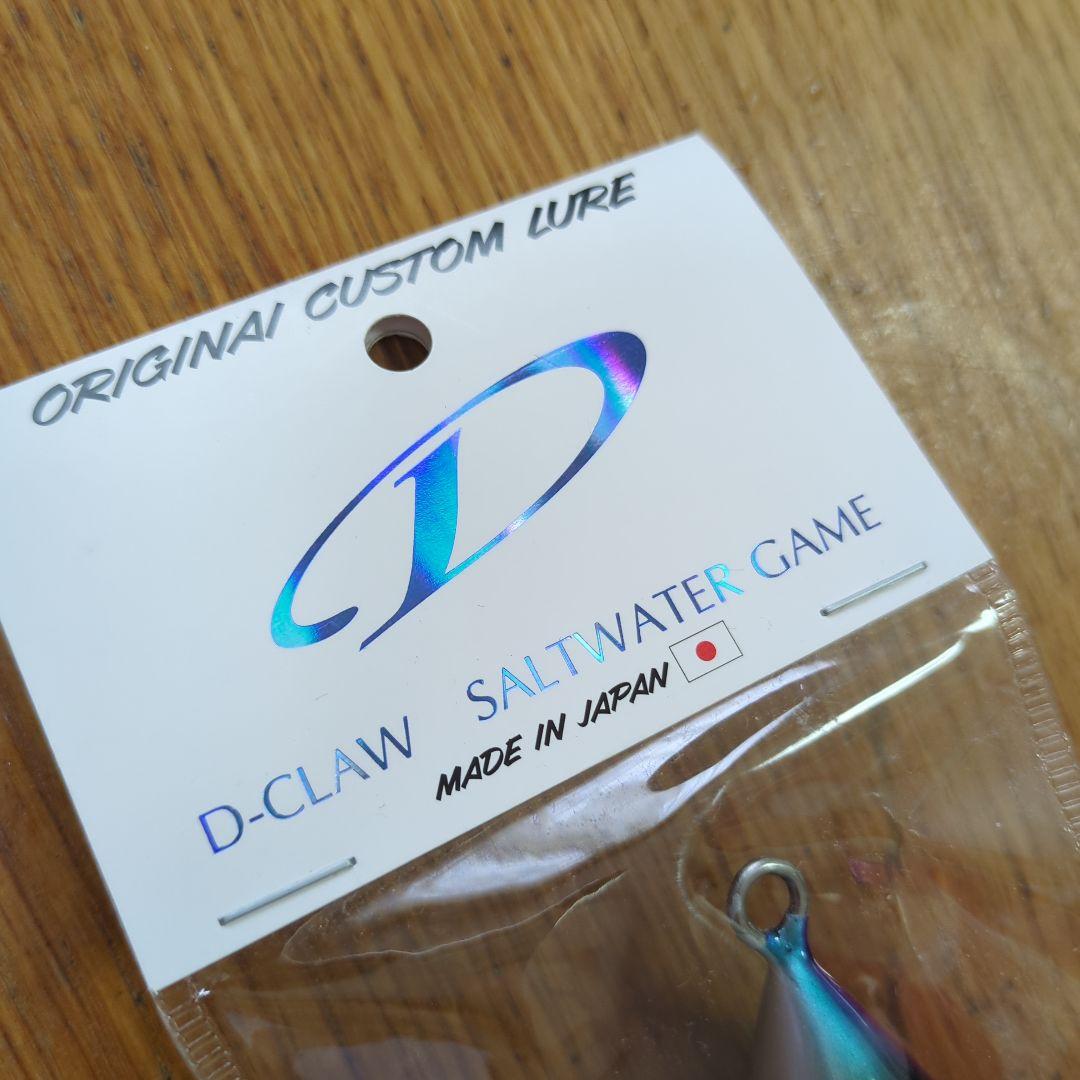 ORIGINAL CUSTOM LURE
D
D-CLAW SALTWATER GAME
MADE IN JAPAN